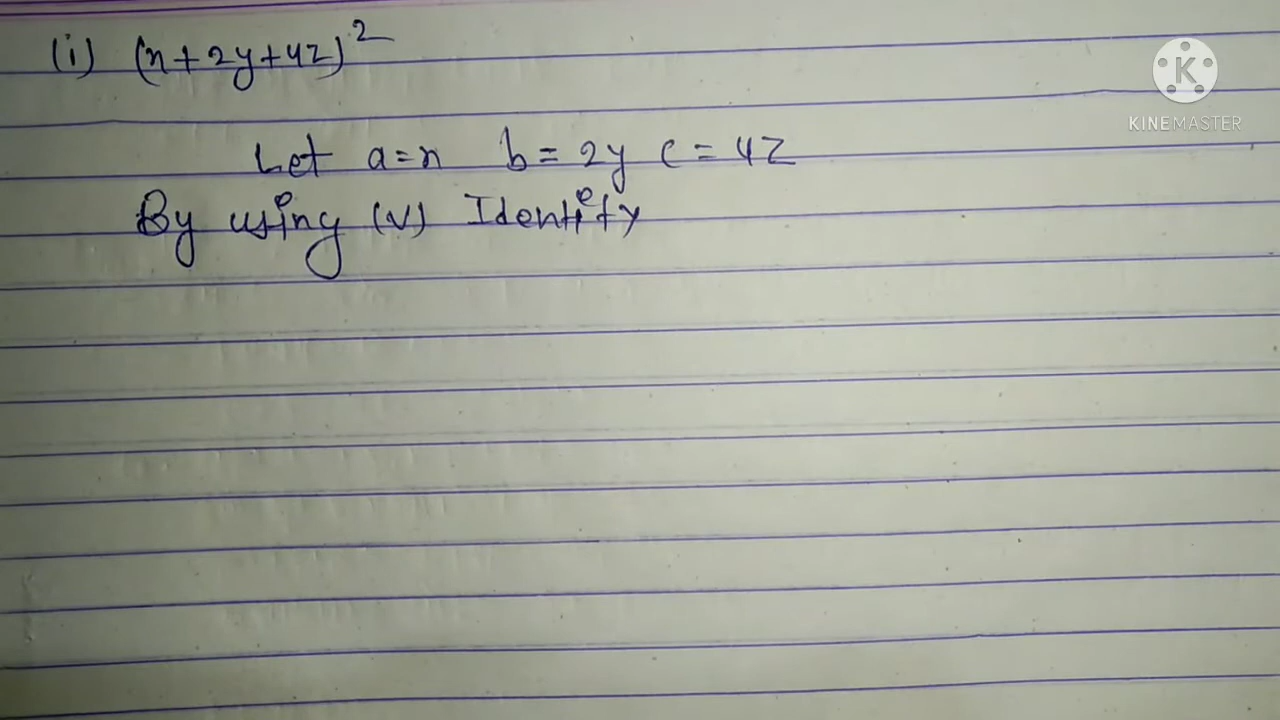 (i) (x+2y+4z)²
Let a=x b=2y c=4z
By using (V) Identity
K
KINEMASTER